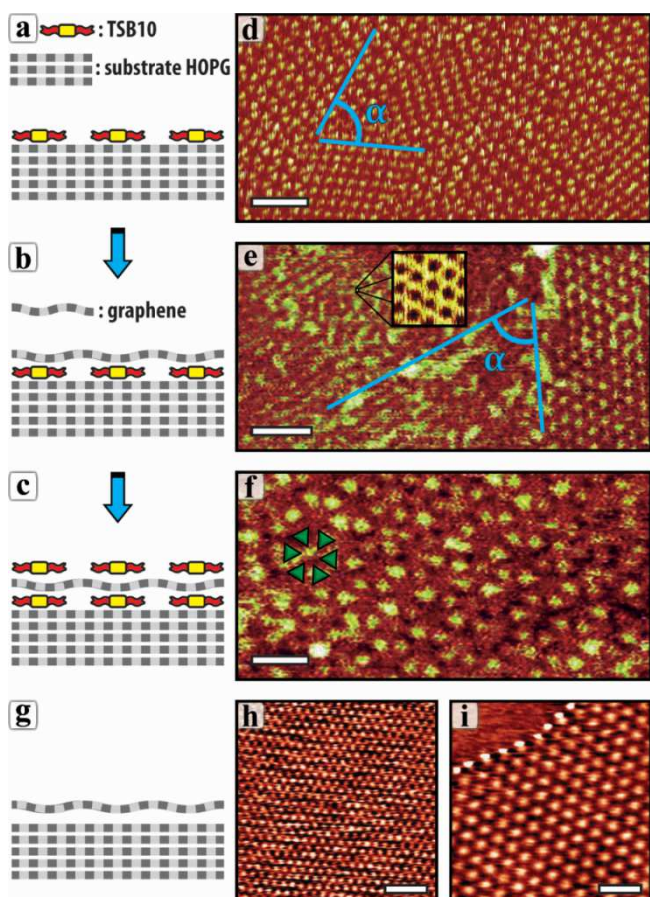 a
: TSB10
: substrate HOPG
d
α
b
: graphene
e
α
c
f
g
h
i